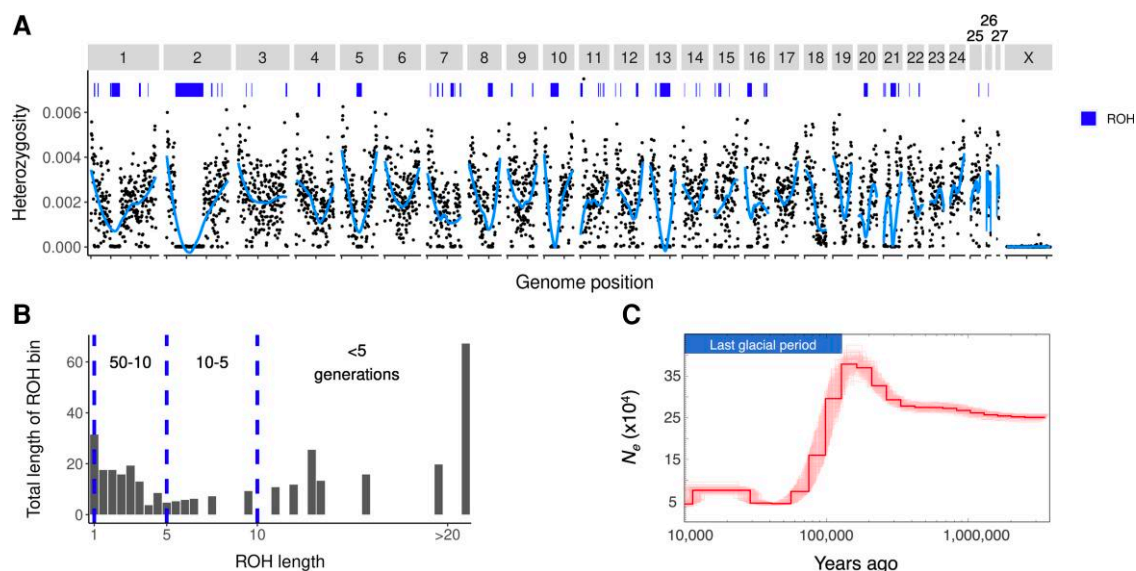 A
1 2 3 4 5 6 7 8 9 10 11 12 13 14 15 16 17 18 19 20 21 22 23 24 25 26 27 X
Heterozygosity
0.006
0.004
0.002
0.000
ROH
Genome position
B
Total length of ROH bin
60
40
20
0
50-10
10-5
<5
generations
1 5 10 >20
ROH length
C
Last glacial period
Ne (x10⁴)
35
25
15
5
10,000 100,000 1,000,000
Years ago